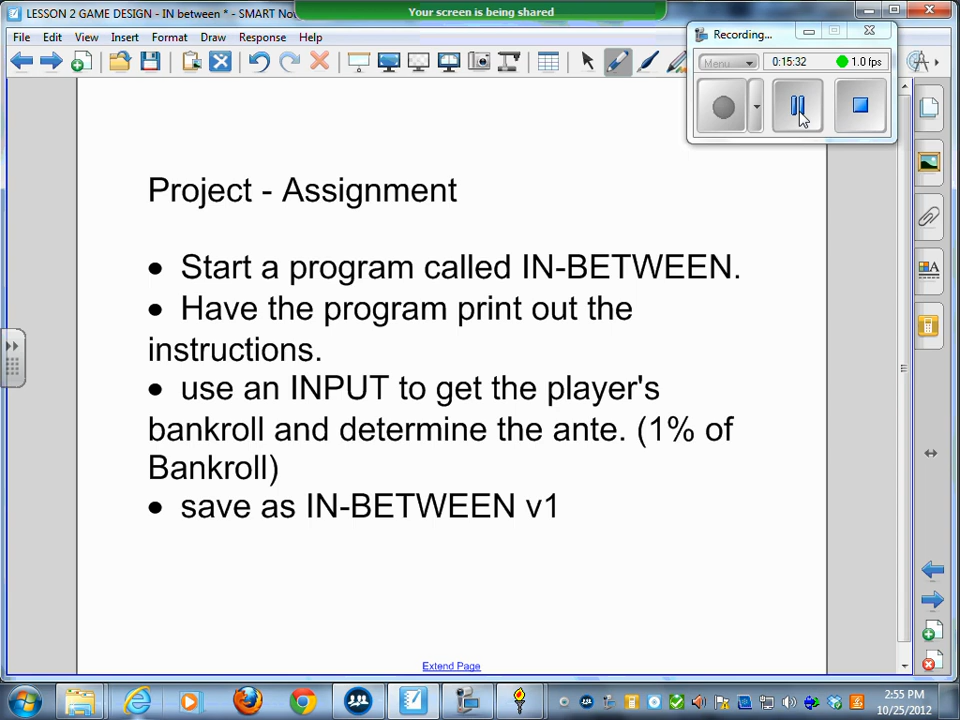 LESSON 2 GAME DESIGN - IN between * - SMART No
Your screen is being shared
File Edit View Insert Format Draw Response Help
Recording...
Menu 0:15:32 1.0 fps
Project - Assignment
• Start a program called IN-BETWEEN.
• Have the program print out the
instructions.
• use an INPUT to get the player's
bankroll and determine the ante. (1% of
Bankroll)
• save as IN-BETWEEN v1
Extend Page
2:55 PM
10/25/2012